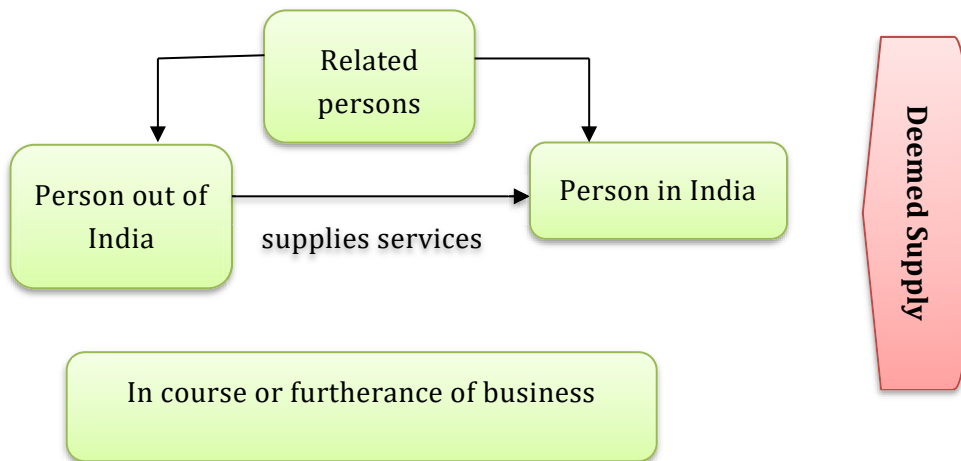 Related
persons
Person out of
India
Person in India
supplies services
In course or furtherance of business
Deemed Supply